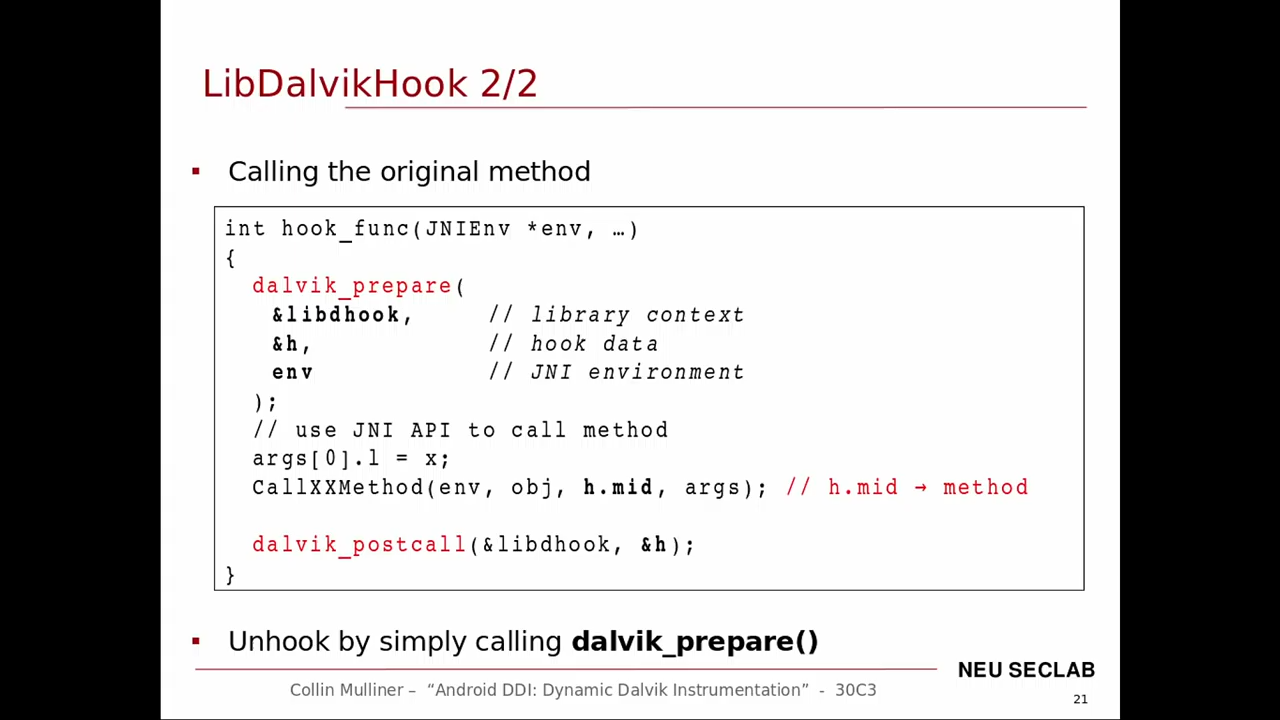 LibDalvikHook 2/2
▪ Calling the original method
int hook_func(JNIEnv *env, …)
{
dalvik_prepare(
&libdhook, // library context
&h, // hook data
env // JNI environment
);
// use JNI API to call method
args[0].l = x;
CallXXMethod(env, obj, h.mid, args); // h.mid → method
dalvik_postcall(&libdhook, &h);
}
▪ Unhook by simply calling dalvik_prepare()
NEU SECLAB
Collin Mulliner – “Android DDI: Dynamic Dalvik Instrumentation” - 30C3
21